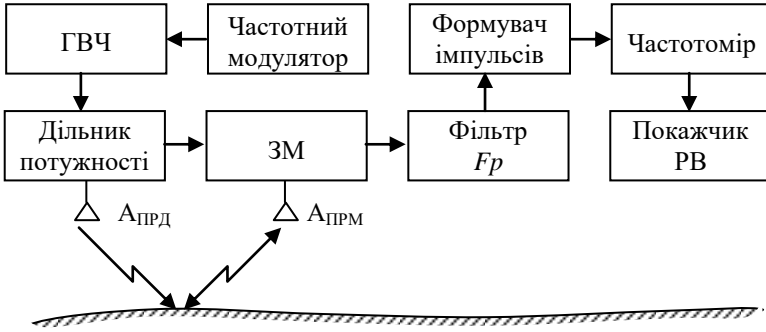 ГВЧ
Частотний
модулятор
Формувач
імпульсів
Частотомір
Дільник
потужності
ЗМ
Фільтр
Fp
Покажчик
РВ
АПРД
АПРМ